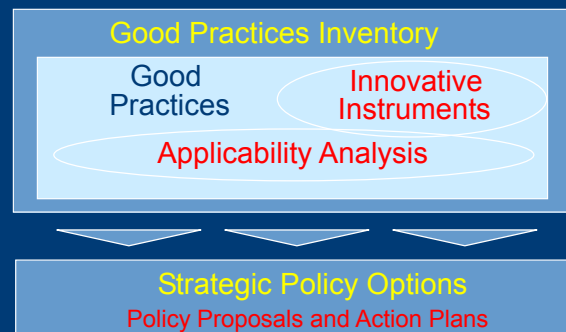 Good Practices Inventory
Good
Practices
Innovative
Instruments
Applicability Analysis
Strategic Policy Options
Policy Proposals and Action Plans